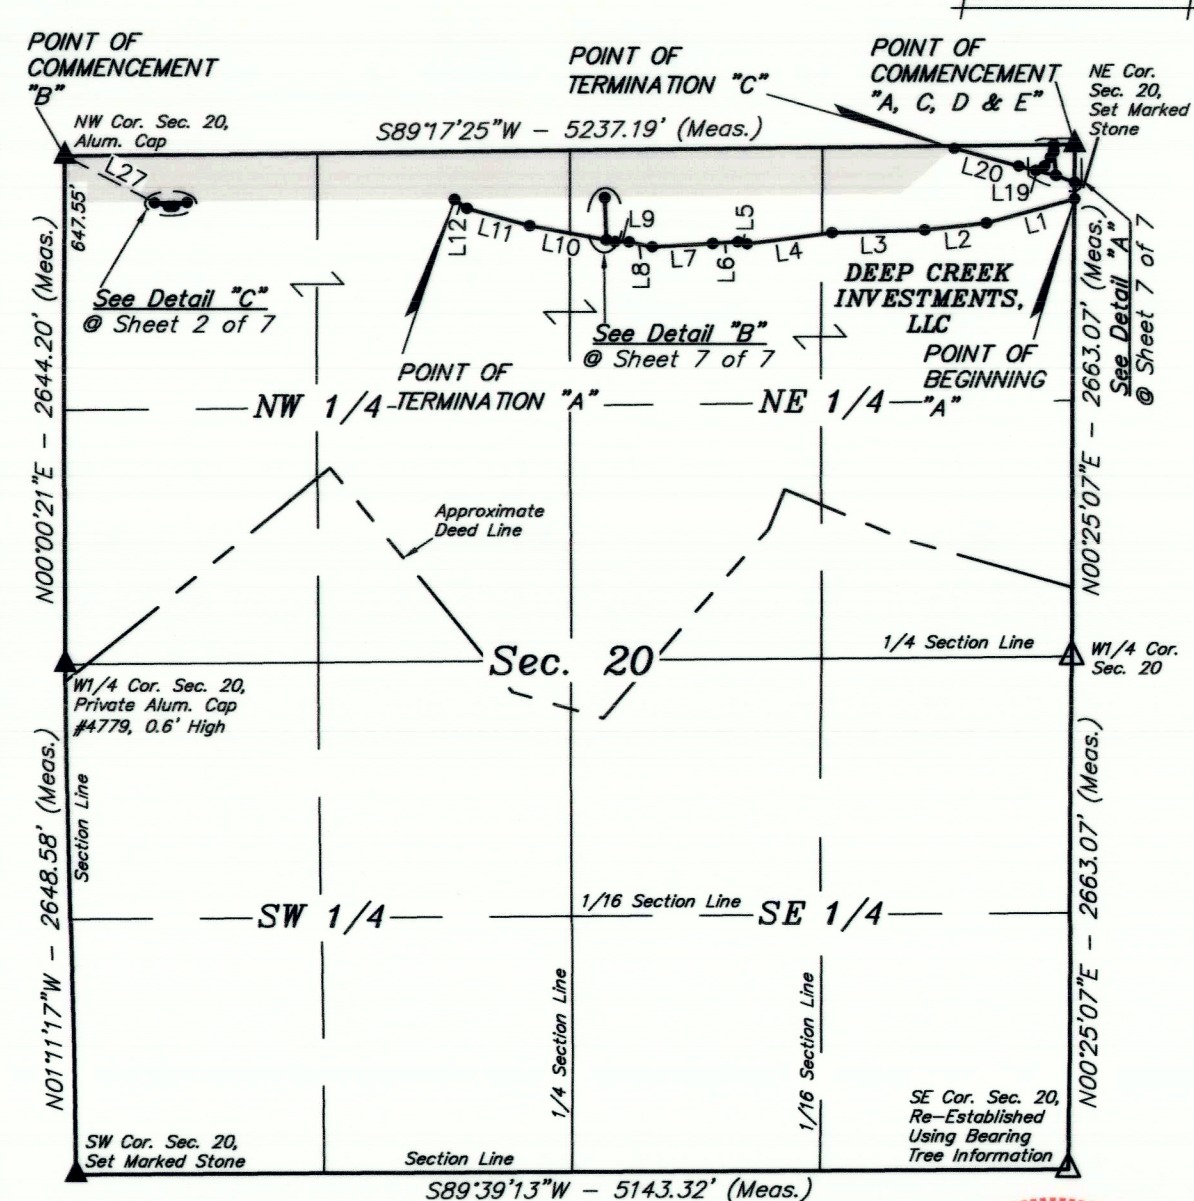 POINT OF
COMMENCEMENT
"B"
POINT OF
TERMINATION "C"
POINT OF
COMMENCEMENT
"A, C, D & E"
NE Cor.
Sec. 20,
Set Marked
Stone
NW Cor. Sec. 20,
Alum. Cap
S89°17'25"W - 5237.19' (Meas.)
L27
647.55'
L20
L19
L12
L11
L10
L9
L8
L7
L6
L5
L4
L3
L2
L1
See Detail "C"
@ Sheet 2 of 7
See Detail "B"
@ Sheet 7 of 7
DEEP CREEK
INVESTMENTS,
LLC
See Detail "A"
@ Sheet 7 of 7
POINT OF
TERMINATION "A"
POINT OF
BEGINNING
"A"
N00°00'21"E - 2644.20' (Meas.)
N00°25'07"E - 2663.07' (Meas.)
NW 1/4
NE 1/4
Approximate
Deed Line
Sec. 20
1/4 Section Line
W1/4 Cor.
Sec. 20
W1/4 Cor. Sec. 20,
Private Alum. Cap
#4779, 0.6' High
N01°11'17"W - 2648.58' (Meas.)
Section Line
N00°25'07"E - 2663.07' (Meas.)
SW 1/4
1/16 Section Line
SE 1/4
1/4 Section Line
1/16 Section Line
SE Cor. Sec. 20,
Re-Established
Using Bearing
Tree Information
SW Cor. Sec. 20,
Set Marked Stone
Section Line
S89°39'13"W - 5143.32' (Meas.)